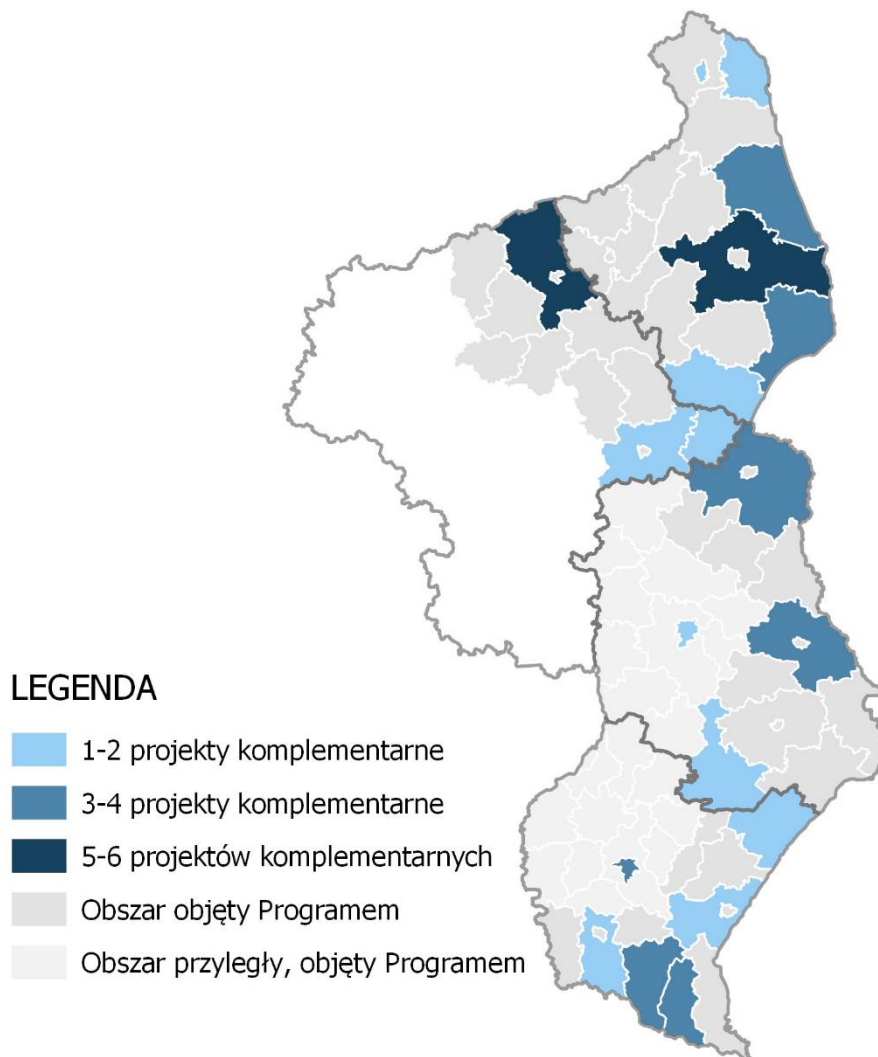 LEGENDA
1-2 projekty komplementarne
3-4 projekty komplementarne
5-6 projektów komplementarnych
Obszar objęty Programem
Obszar przyległy, objęty Programem